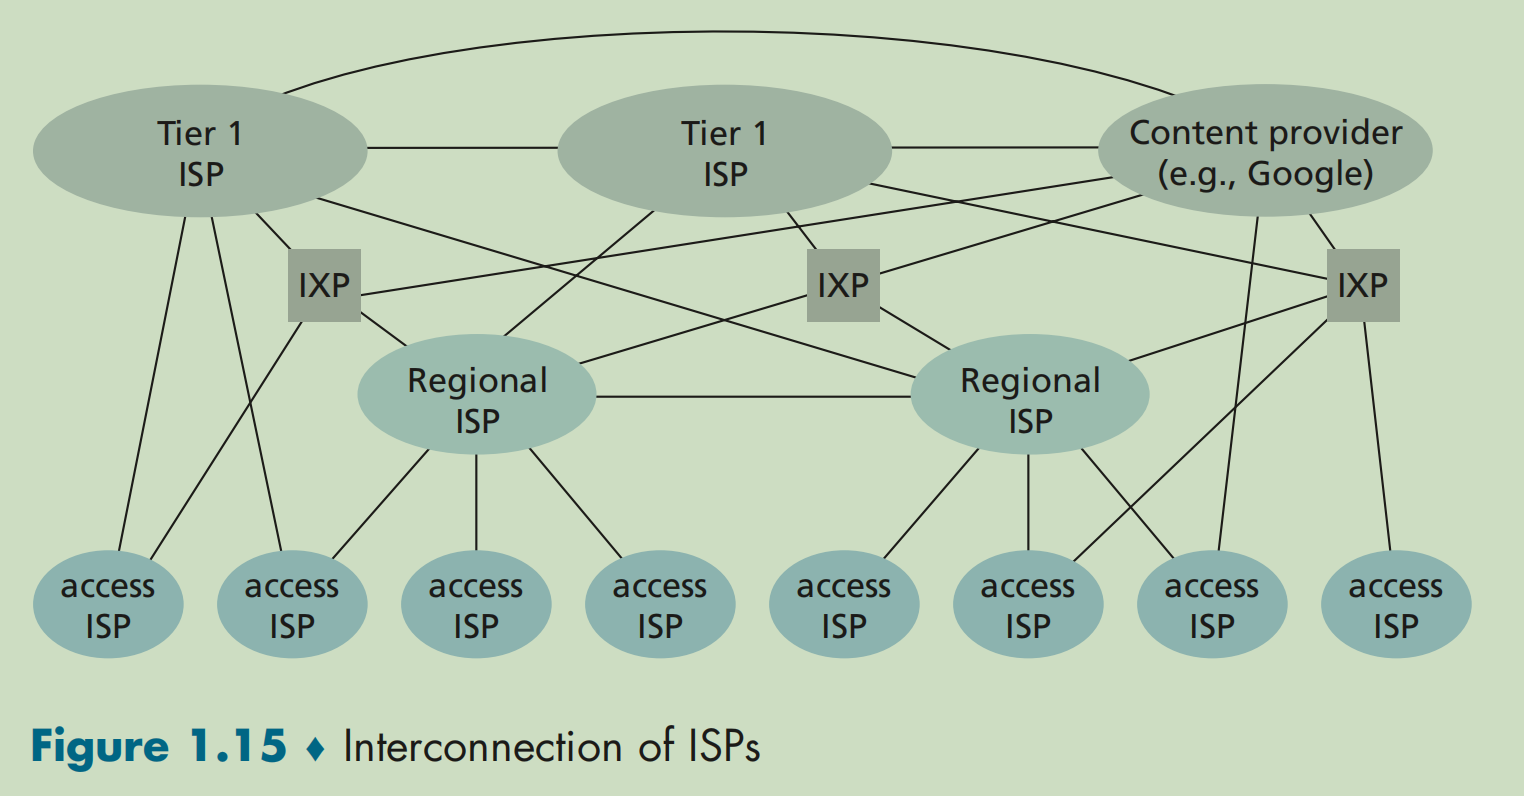 Tier 1
ISP
Tier 1
ISP
Content provider
(e.g., Google)
IXP
IXP
IXP
Regional
ISP
Regional
ISP
access
ISP
access
ISP
access
ISP
access
ISP
access
ISP
access
ISP
access
ISP
access
ISP
Figure 1.15 ♦ Interconnection of ISPs